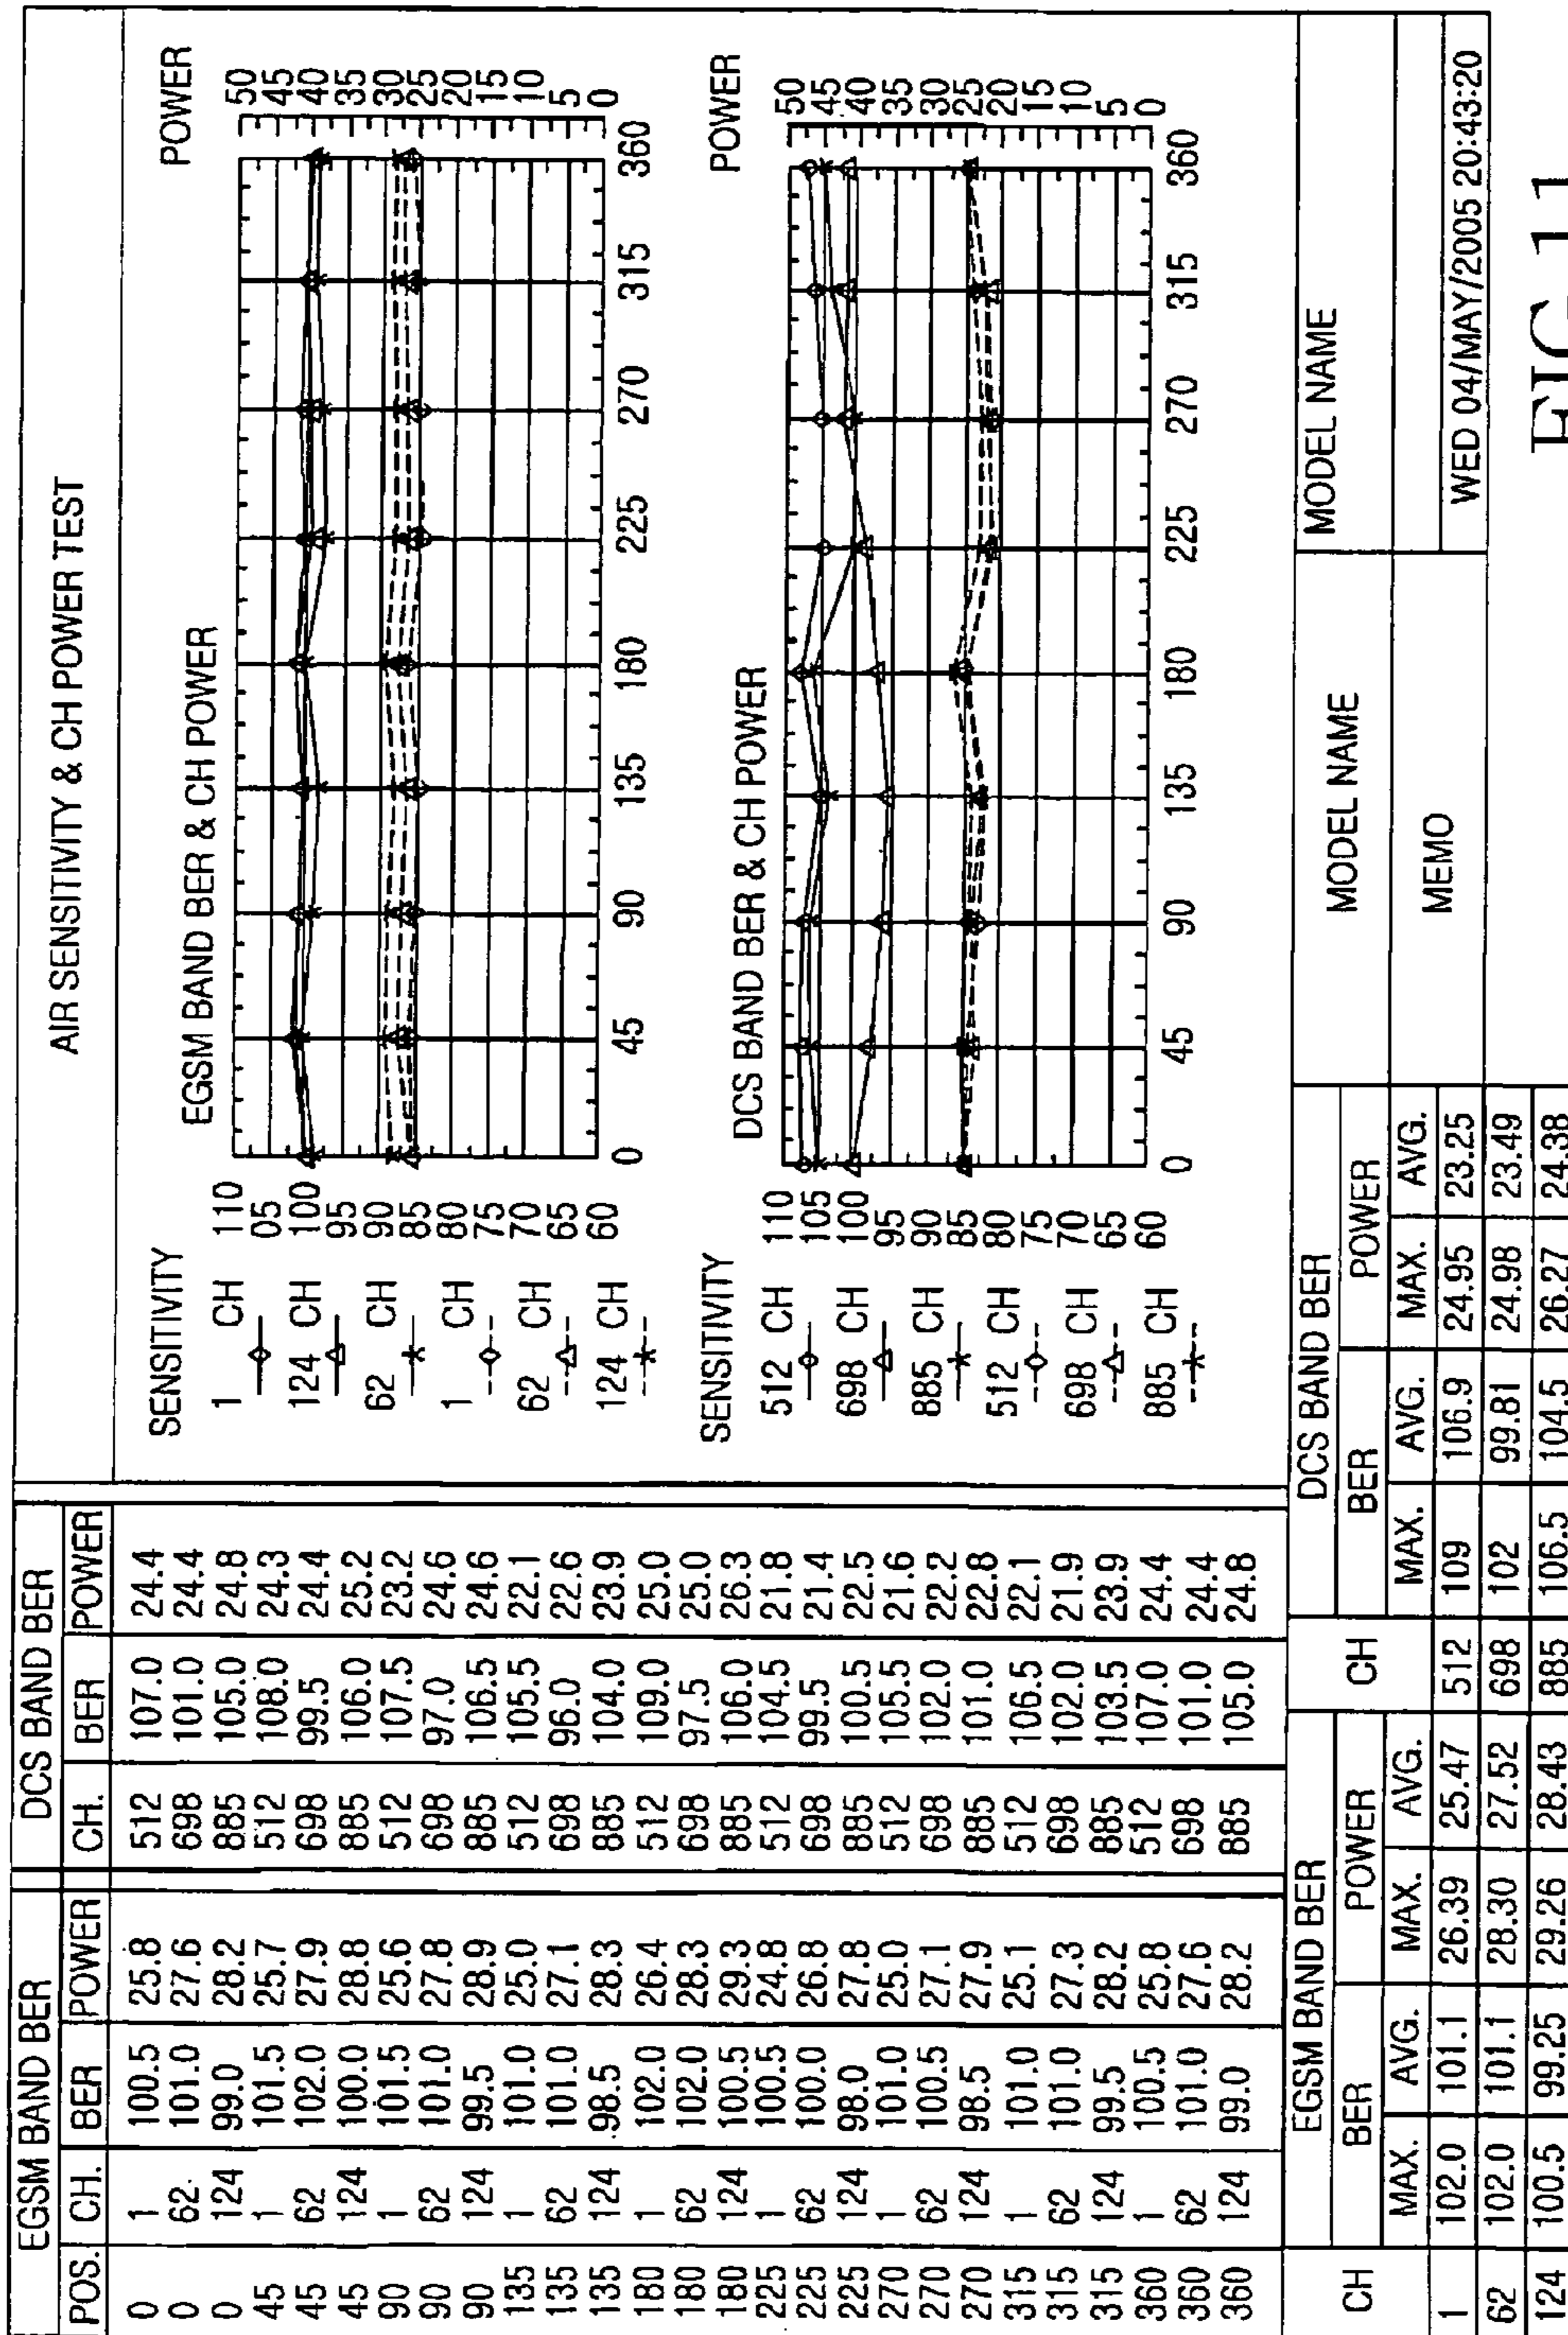 AIR SENSITIVITY & CH POWER TEST
EGSM BAND BER
DCS BAND BER
POS. CH. BER POWER CH. BER POWER
0 1 100.5 25.8 512 107.0 24.4
0 62 101.0 27.6 698 101.0 24.4
0 124 99.0 28.2 885 105.0 24.8
45 1 101.5 25.7 512 108.0 24.3
45 62 102.0 27.9 698 99.5 24.4
45 124 100.0 28.8 885 106.0 25.2
90 1 101.5 25.6 512 107.5 23.2
90 62 101.0 27.8 698 97.0 24.6
90 124 99.5 28.9 885 106.5 24.6
135 1 101.0 25.0 512 105.5 22.1
135 62 101.0 27.1 698 96.0 22.6
135 124 98.5 28.3 885 104.0 23.9
180 1 102.0 26.4 512 109.0 25.0
180 62 102.0 28.3 698 97.5 25.0
180 124 100.5 29.3 885 106.0 26.3
225 1 100.5 24.8 512 104.5 21.8
225 62 100.0 26.8 698 99.5 21.4
225 124 98.0 27.8 885 100.5 22.5
270 1 101.0 25.0 512 105.5 21.6
270 62 100.5 27.1 698 102.0 22.2
270 124 98.5 27.9 885 101.0 22.8
315 1 101.0 25.1 512 106.5 22.1
315 62 101.0 27.3 698 102.0 21.9
315 124 99.5 28.2 885 103.5 23.9
360 1 100.5 25.8 512 107.0 24.4
360 62 101.0 27.6 698 101.0 24.4
360 124 99.0 28.2 885 105.0 24.8
EGSM BAND BER & CH POWER
SENSITIVITY
POWER
1 CH
124 CH
62 CH
1 CH
62 CH
124 CH
110 05 100 95 90 85 80 75 70 65 60
50 45 40 35 30 25 20 15 10 5 0
0 45 90 135 180 225 270 315 360
DCS BAND BER & CH POWER
SENSITIVITY
POWER
512 CH
698 CH
885 CH
512 CH
698 CH
885 CH
110 105 100 95 90 85 80 75 70 65 60
50 45 40 35 30 25 20 15 10 5 0
0 45 90 135 180 225 270 315 360
CH EGSM BAND BER CH DCS BAND BER MODEL NAME MODEL NAME
BER POWER BER POWER
MAX. AVG. MAX. AVG. MAX. AVG. MAX. AVG. MEMO
1 102.0 101.1 26.39 25.47 512 109 106.9 24.95 23.25 WED 04/MAY/2005 20:43:20
62 102.0 101.1 28.30 27.52 698 102 99.81 24.98 23.49
124 100.5 99.25 29.26 28.43 885 106.5 104.5 26.27 24.38